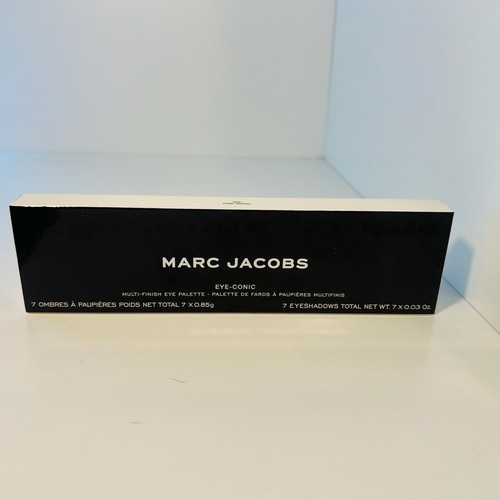 MARC JACOBS
EYE-CONIC
MULTI-FINISH EYE PALETTE - PALETTE DE FARDS À PAUPIÈRES MULTIFINIS
7 OMBRES À PAUPIÈRES POIDS NET TOTAL 7 X 0.85g 7 EYESHADOWS TOTAL NET WT. 7 X 0.03 Oz.